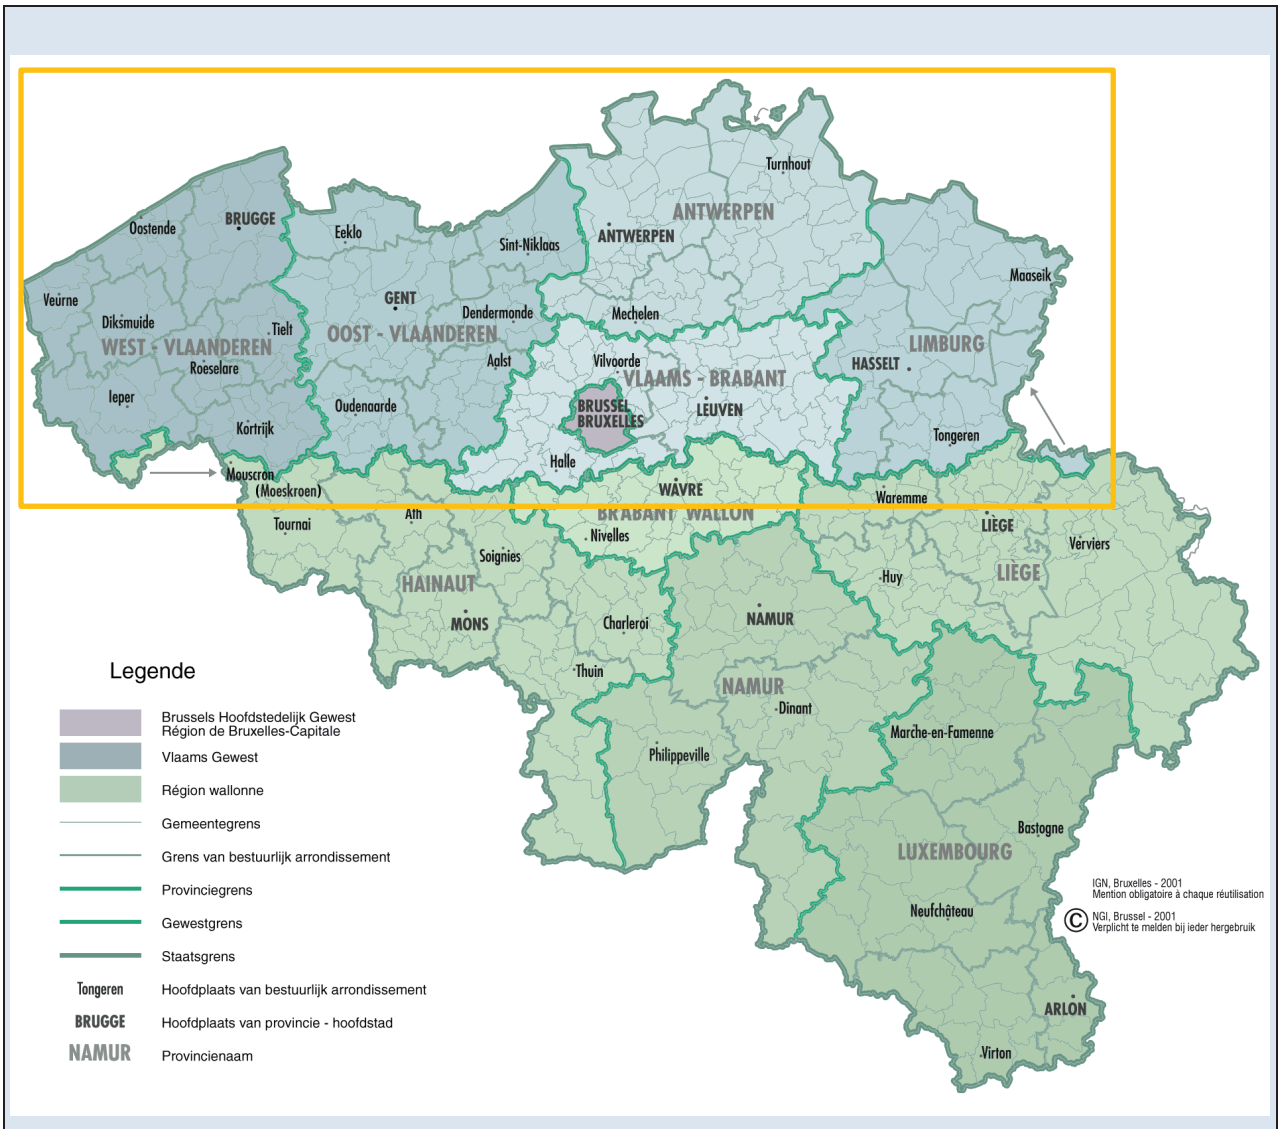 Turnhout
ANTWERPEN
BRUGGE
Oostende
Eeklo
ANTWERPEN
Sint-Niklaas
Maaseik
Veurne
GENT
Dendermonde
Mechelen
Diksmuide
Tielt
OOST - VLAANDEREN
WEST - VLAANDEREN
LIMBURG
Roeselare
Aalst
Vilvoorde
HASSELT
VLAAMS - BRABANT
Ieper
Oudenaarde
BRUSSEL
BRUXELLES
LEUVEN
Kortrijk
Tongeren
Halle
Mouscron
(Moeskroen)
WAVRE
Waremme
BRABANT WALLON
Ath
Tournai
LIÈGE
Nivelles
Verviers
Soignies
HAINAUT
Huy
LIÈGE
MONS
Charleroi
NAMUR
Thuin
NAMUR
Dinant
Marche-en-Famenne
Philippeville
Bastogne
LUXEMBOURG
Neufchâteau
ARLON
Virton
Legende
Brussels Hoofdstedelijk Gewest
Région de Bruxelles-Capitale
Vlaams Gewest
Région wallonne
Gemeentegrens
Grens van bestuurlijk arrondissement
Provinciegrens
Gewestgrens
Staatsgrens
Tongeren Hoofdplaats van bestuurlijk arrondissement
BRUGGE Hoofdplaats van provincie - hoofdstad
NAMUR Provincienaam
IGN, Bruxelles - 2001
Mention obligatoire à chaque réutilisation
© NGI, Brussel - 2001
Verplicht te melden bij ieder hergebruik